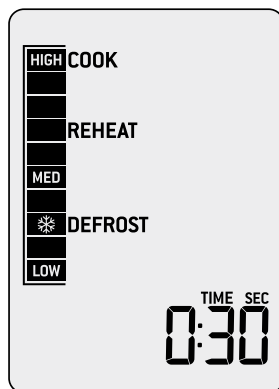 HIGH COOK
REHEAT
MED
DEFROST
LOW
TIME SEC
0:30